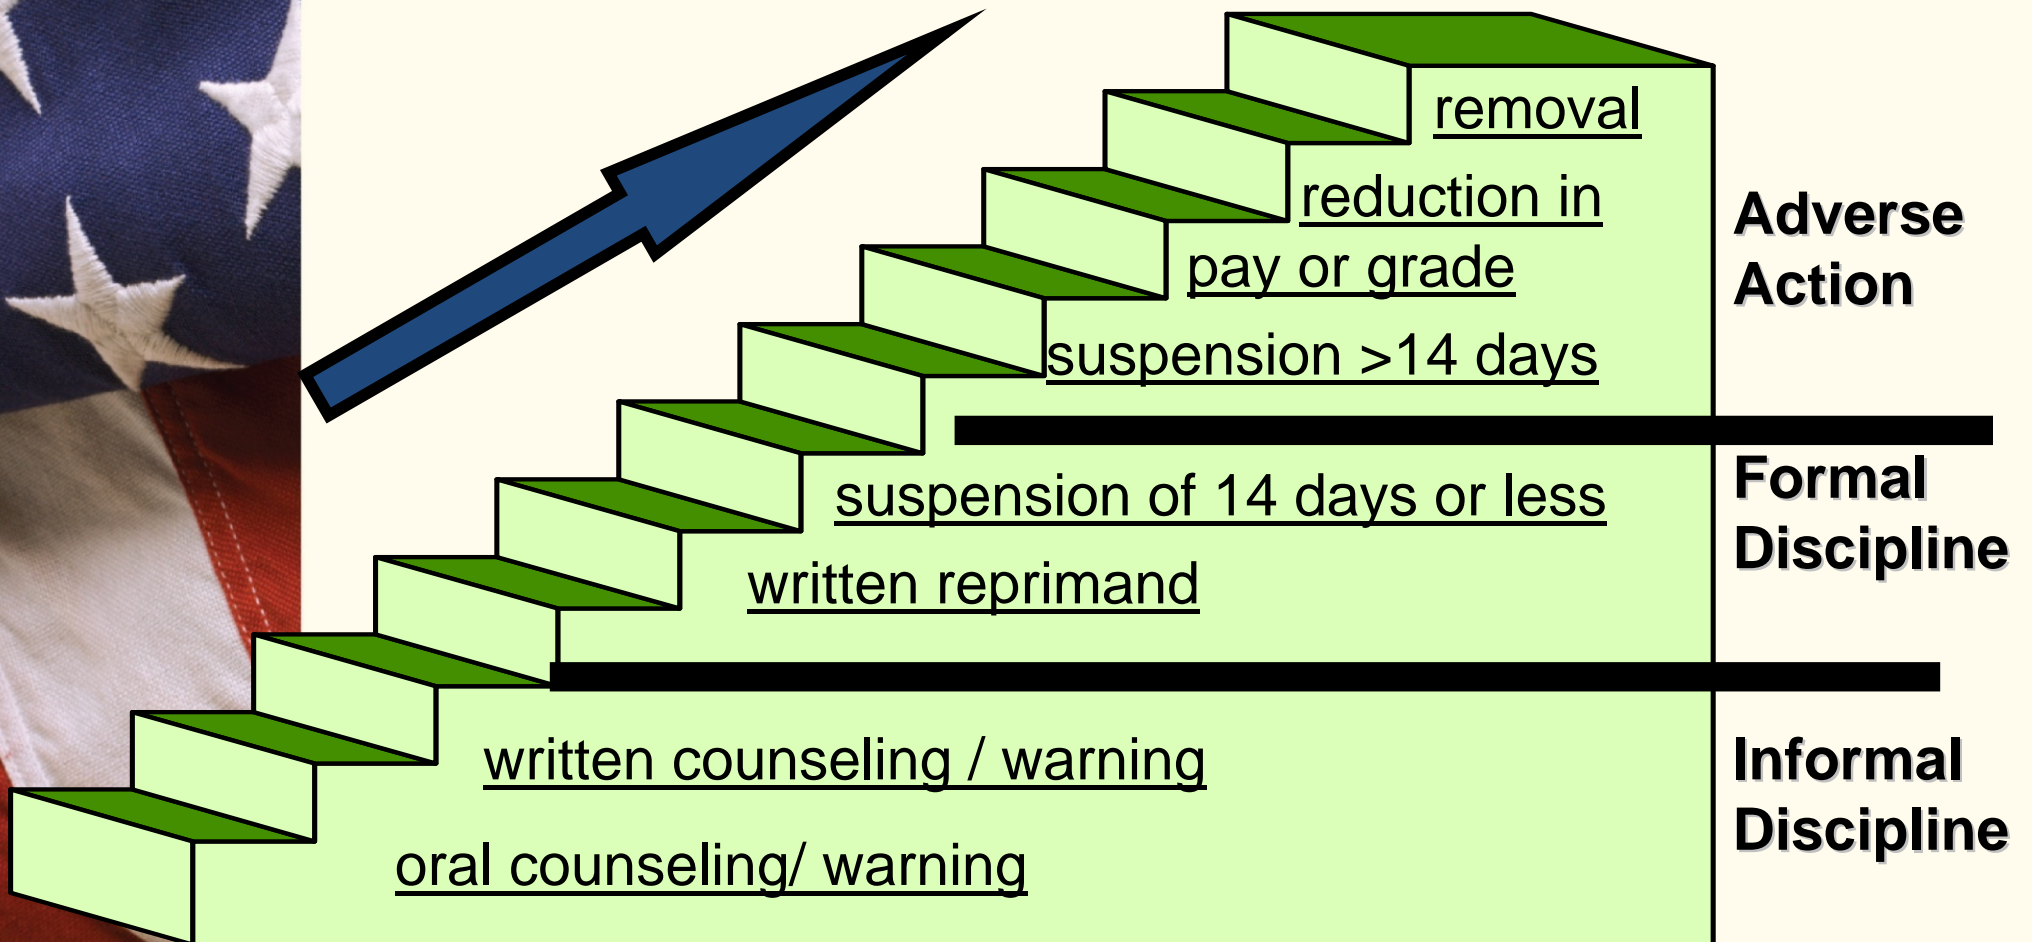 removal
reduction in
pay or grade
suspension >14 days
Adverse
Action
suspension of 14 days or less
written reprimand
Formal
Discipline
written counseling / warning
oral counseling/ warning
Informal
Discipline